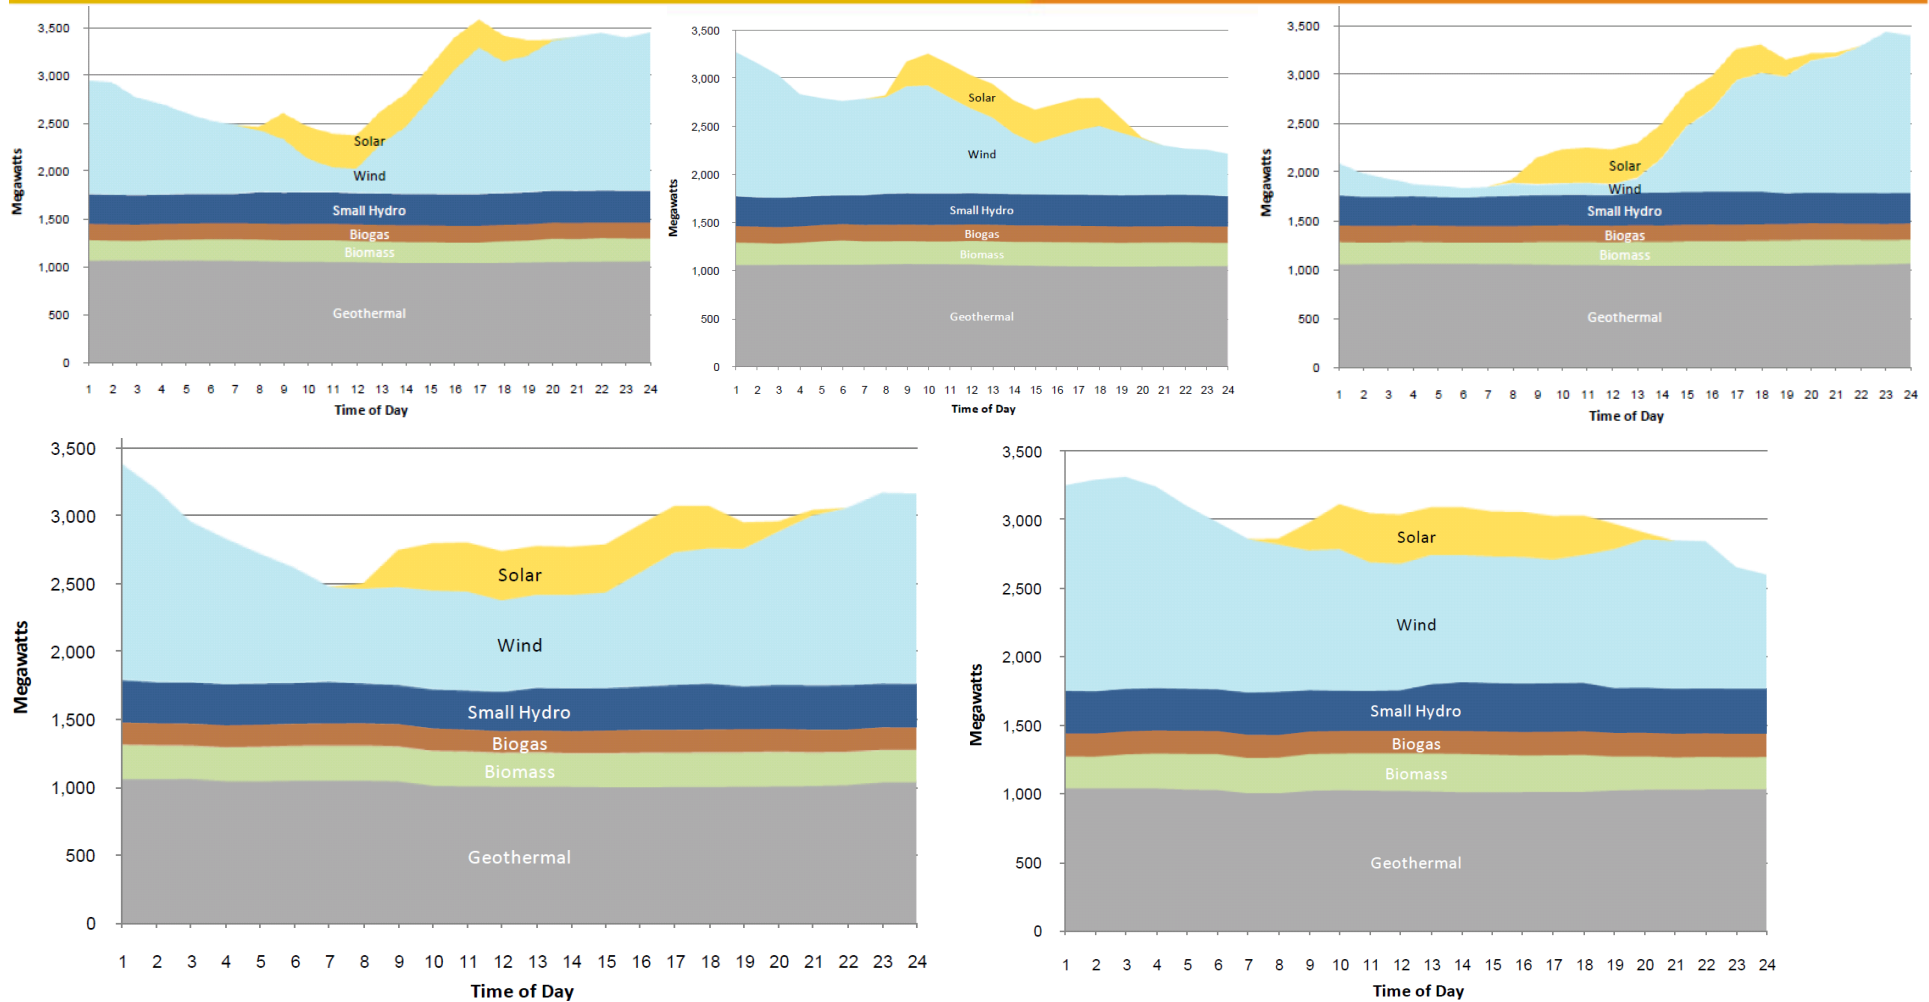 3,500
3,000
2,500
2,000
1,500
1,000
500
0
Megawatts
Solar
Wind
Small Hydro
Biogas
Biomass
Geothermal
1 2 3 4 5 6 7 8 9 10 11 12 13 14 15 16 17 18 19 20 21 22 23 24
Time of Day
3,500
3,000
2,500
2,000
1,500
1,000
500
0
Megawatts
Solar
Wind
Small Hydro
Biogas
Biomass
Geothermal
1 2 3 4 5 6 7 8 9 10 11 12 13 14 15 16 17 18 19 20 21 22 23 24
Time of Day
3,500
3,000
2,500
2,000
1,500
1,000
500
0
Megawatts
Solar
Wind
Small Hydro
Biogas
Biomass
Geothermal
1 2 3 4 5 6 7 8 9 10 11 12 13 14 15 16 17 18 19 20 21 22 23 24
Time of Day
3,500
3,000
2,500
2,000
1,500
1,000
500
0
Megawatts
Solar
Wind
Small Hydro
Biogas
Biomass
Geothermal
1 2 3 4 5 6 7 8 9 10 11 12 13 14 15 16 17 18 19 20 21 22 23 24
Time of Day
3,500
3,000
2,500
2,000
1,500
1,000
500
0
Megawatts
Solar
Wind
Small Hydro
Biogas
Biomass
Geothermal
1 2 3 4 5 6 7 8 9 10 11 12 13 14 15 16 17 18 19 20 21 22 23 24
Time of Day